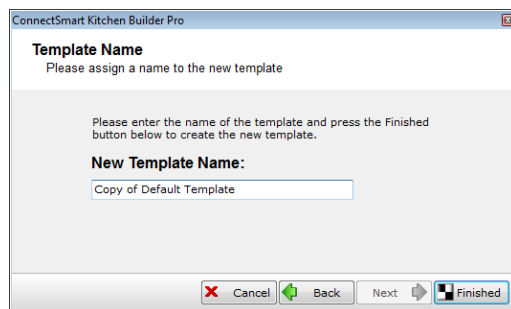 ConnectSmart Kitchen Builder Pro
Template Name
Please assign a name to the new template
Please enter the name of the template and press the Finished
button below to create the new template.
New Template Name:
Copy of Default Template
Cancel Back Next Finished